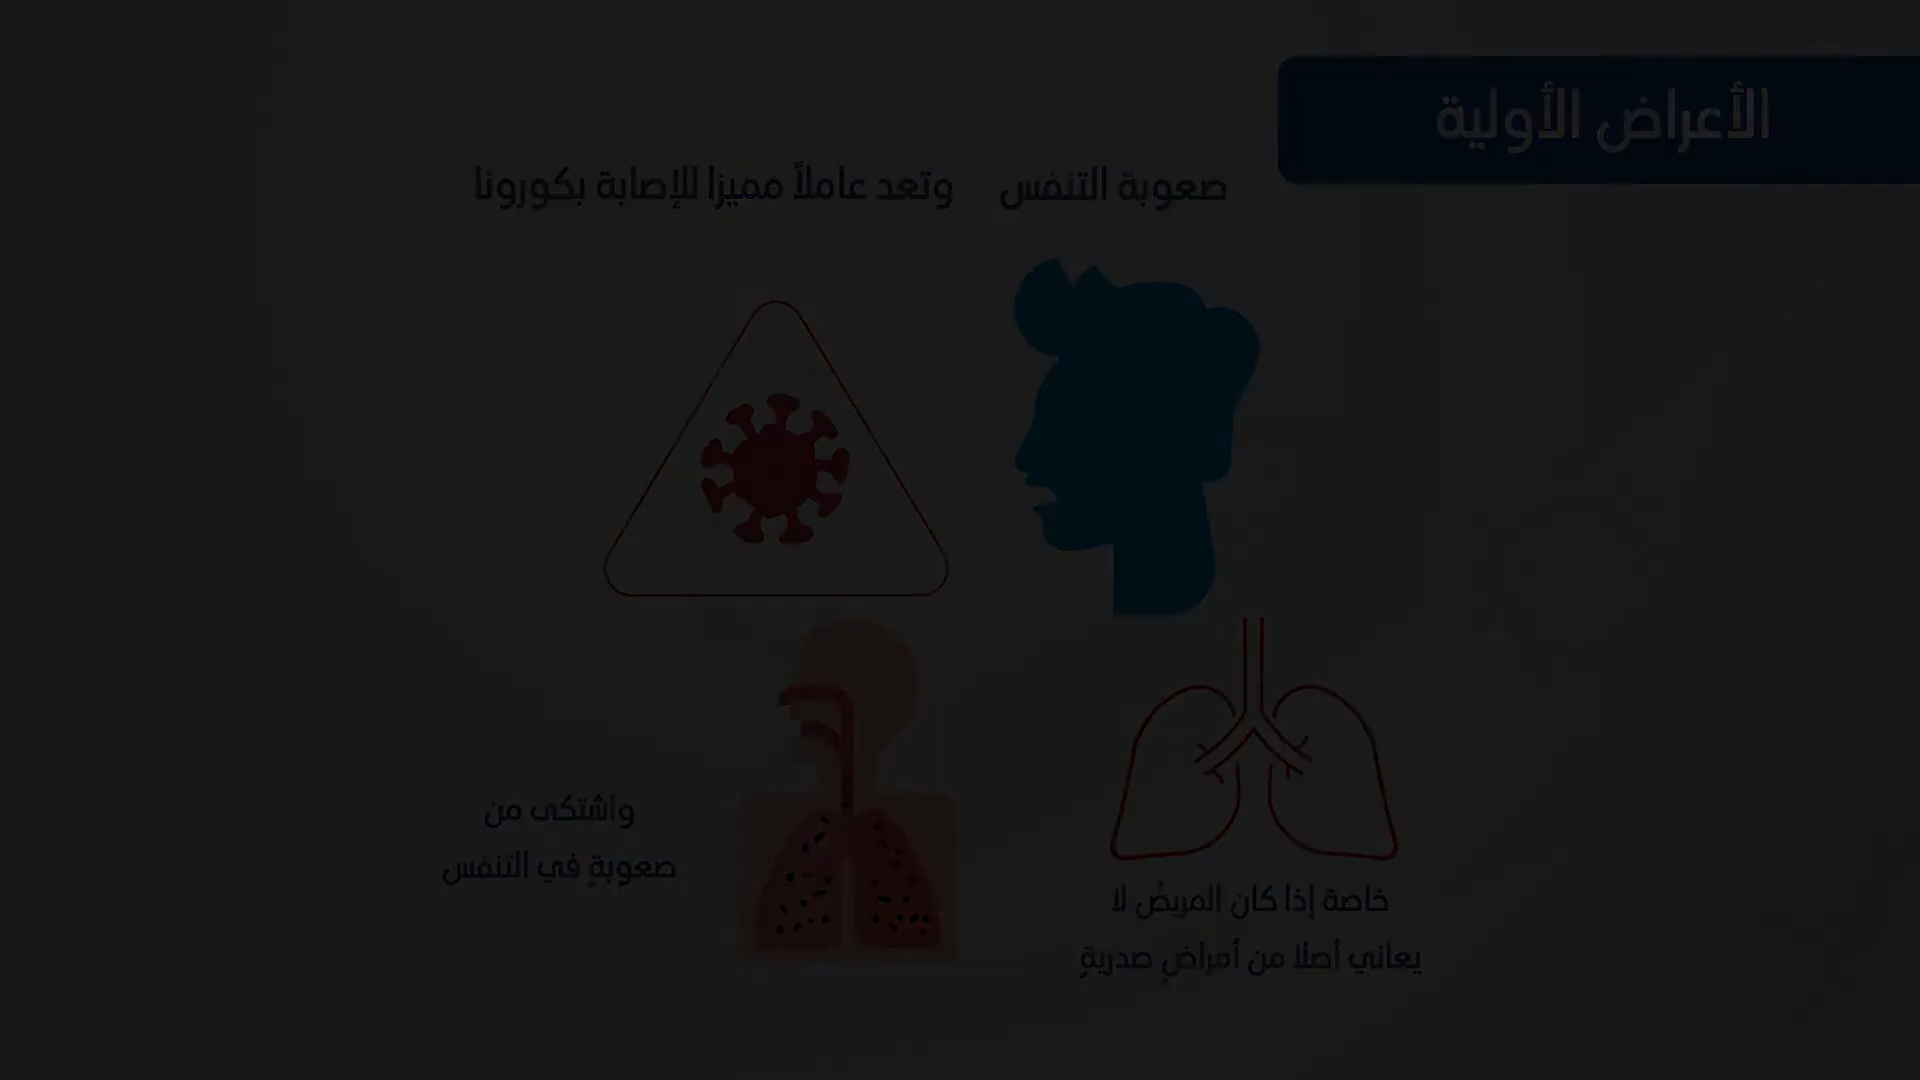 الأعراض الأولية
صعوبة التنفس وتعد عاملاً مميزا للإصابة بكورونا
خاصة إذا كان المريض لا
يعاني أصلا من أمراضٍ صدريةٍ
واشتكى من
صعوبةٍ في التنفس